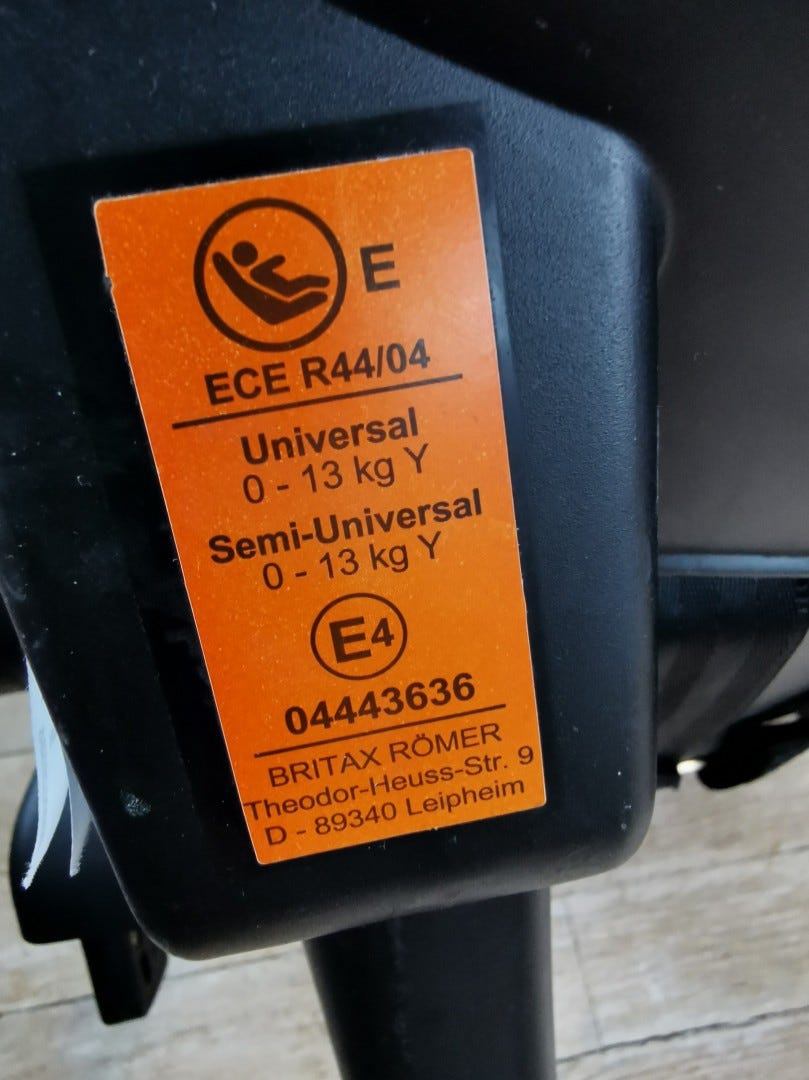 E
ECE R44/04
Universal
0 - 13 kg Y
Semi-Universal
0 - 13 kg Y
E4
04443636
BRITAX RÖMER
Theodor-Heuss-Str. 9
D - 89340 Leipheim